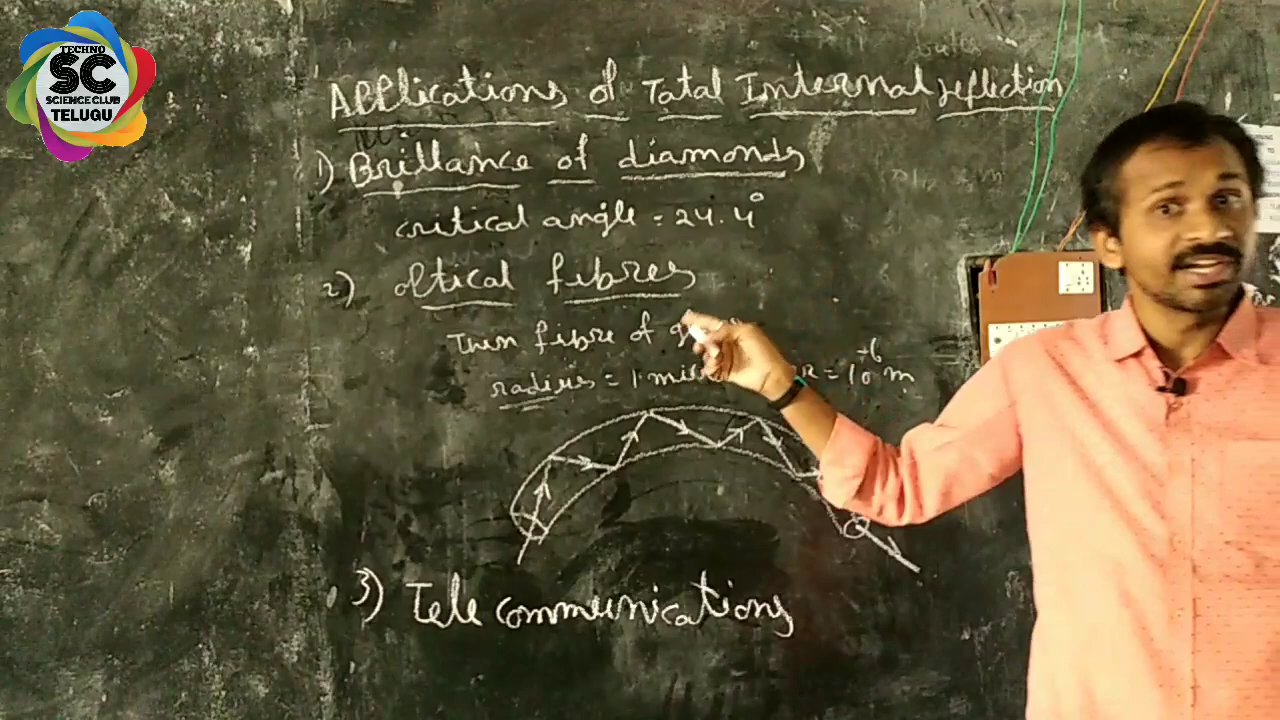 TECHNO
SC
SCIENCE CLUB
TELUGU
Applications of Tatal Internal reflection
1) Brillance of diamonds
critical angle = 24.4°
2) optical fibres
Thin fibre of
radius = 1 = 10⁻⁶ m
3) Tele communications